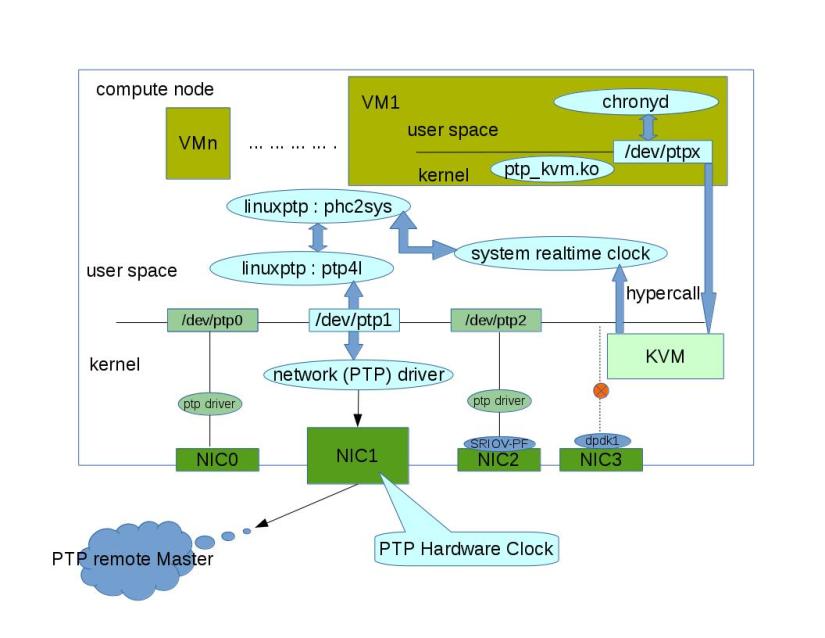 compute node
VM1
chronyd
VMn
... ... ... ... .
user space
/dev/ptpx
kernel
ptp_kvm.ko
linuxptp : phc2sys
system realtime clock
user space
linuxptp : ptp4l
hypercall
/dev/ptp0
/dev/ptp1
/dev/ptp2
kernel
KVM
network (PTP) driver
ptp driver
ptp driver
SRIOV-PF
dpdk1
NIC0
NIC1
NIC2
NIC3
PTP remote Master
PTP Hardware Clock